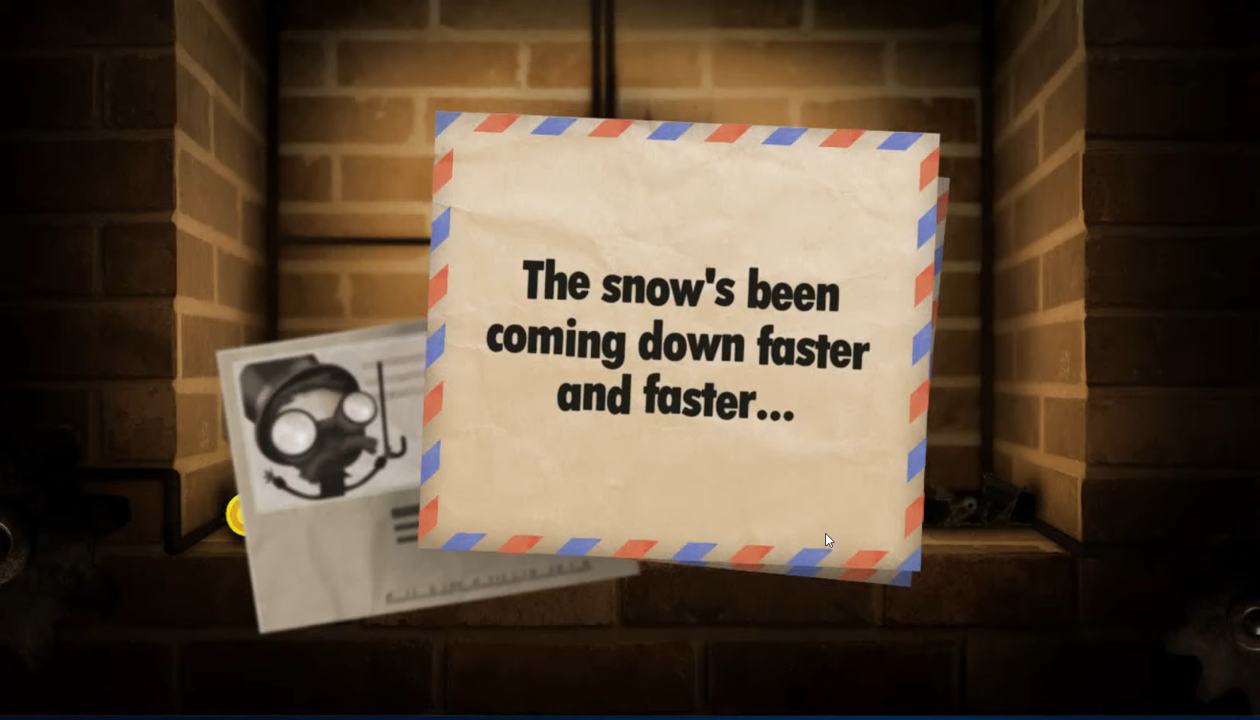 The snow's been
coming down faster
and faster...